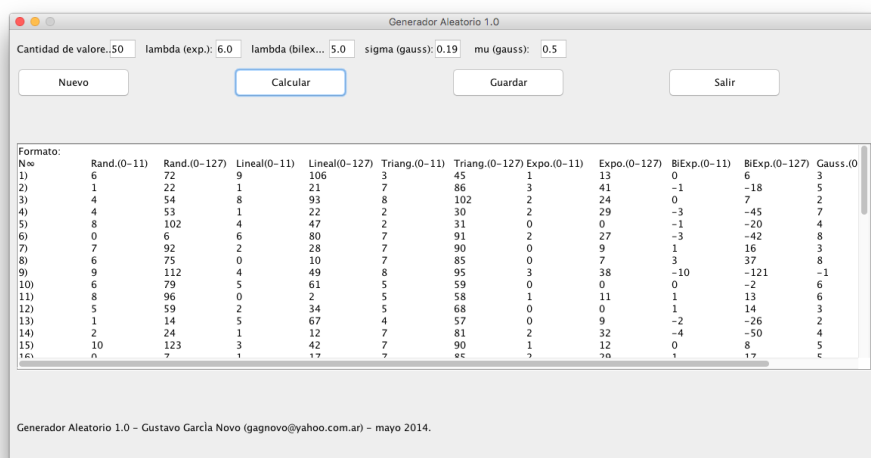 Generador Aleatorio 1.0
Cantidad de valore... 50 lambda (exp.): 6.0 lambda (bilex... 5.0 sigma (gauss): 0.19 mu (gauss): 0.5
Nuevo Calcular Guardar Salir
Formato:
N∞ Rand.(0-11) Rand.(0-127) Lineal(0-11) Lineal(0-127) Triang.(0-11) Triang.(0-127) Expo.(0-11) Expo.(0-127) BiExp.(0-11) BiExp.(0-127) Gauss.(0
1) 6 72 9 106 3 45 1 13 0 6 3
2) 1 22 1 21 7 86 3 41 -1 -18 5
3) 4 54 8 93 8 102 2 24 0 7 2
4) 4 53 1 22 2 30 2 29 -3 -45 7
5) 8 102 4 47 2 31 0 0 -1 -20 4
6) 0 6 6 80 7 91 2 27 -3 -42 8
7) 7 92 2 28 7 90 0 9 1 16 3
8) 6 75 0 10 7 85 0 7 3 37 8
9) 9 112 4 49 8 95 3 38 -10 -121 -1
10) 6 79 5 61 5 59 0 0 0 -2 6
11) 8 96 0 2 5 58 1 11 1 13 6
12) 5 59 2 34 5 68 0 0 1 14 3
13) 1 14 5 67 4 57 0 9 -2 -26 2
14) 2 24 1 12 7 81 2 32 -4 -50 4
15) 10 123 3 42 7 90 1 12 0 8 5
16) 0 7 1 17 7 85 2 29 1 17 5
Generador Aleatorio 1.0 - Gustavo GarcÌa Novo (gagnovo@yahoo.com.ar) - mayo 2014.